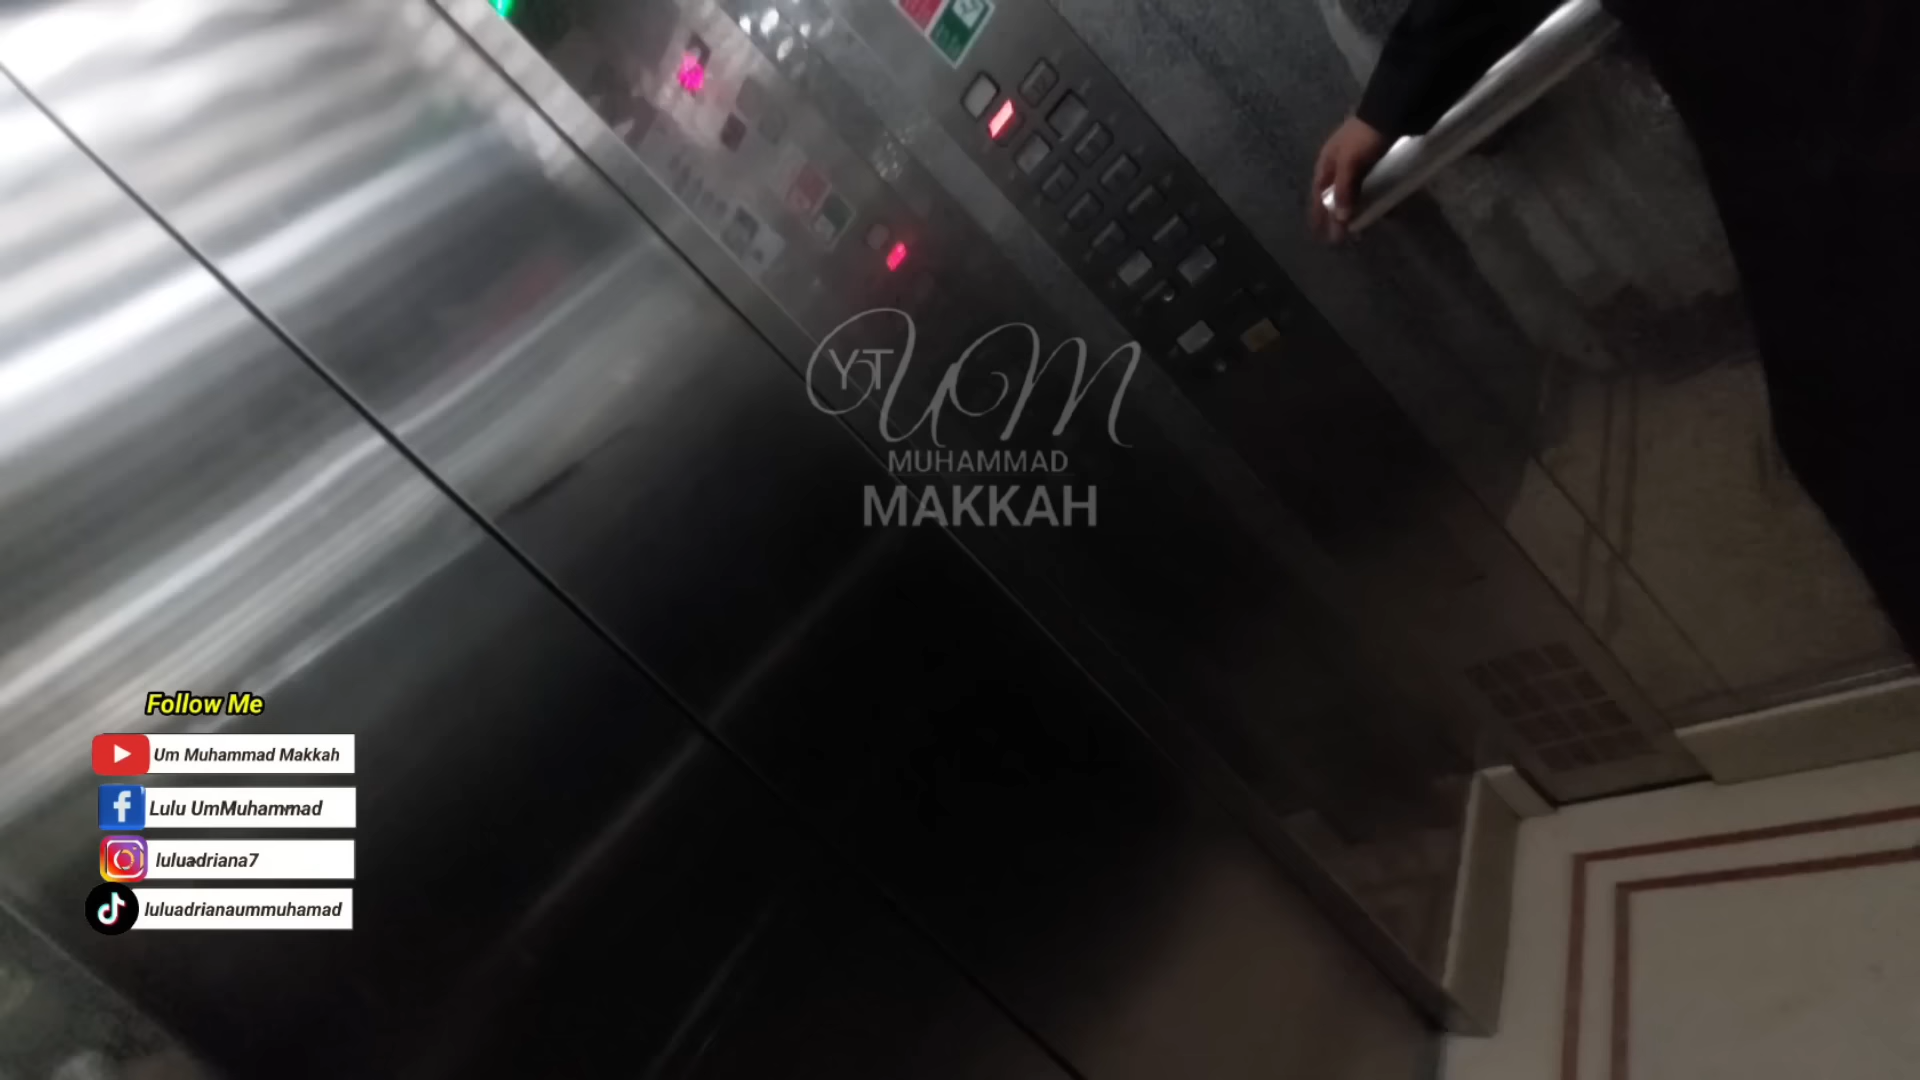 YT UM
MUHAMMAD
MAKKAH
Follow Me
Um Muhammad Makkah
Lulu UmMuhammad
luluadriana7
luluadrianaummuhamad